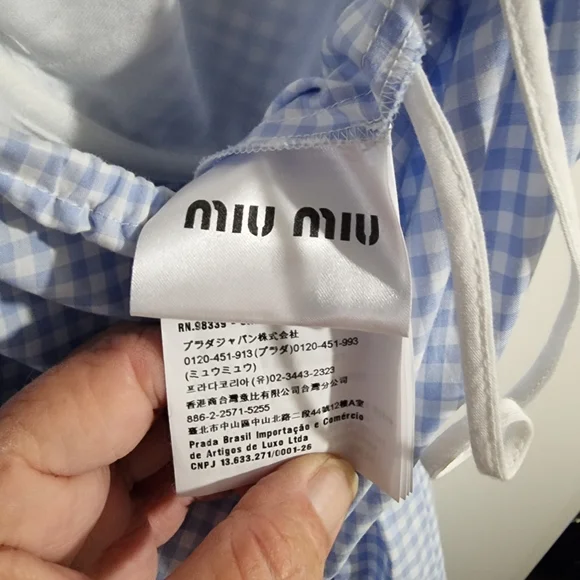 miu miu
RN.98339 -
プラダジャパン株式会社
0120-451-913(プラダ)0120-451-993
(ミュウミュウ)
프라다코리아(유)02-3443-2323
香港商台灣魚比有限公司台灣分公司
886-2-2571-5255
臺北市中山區中山北路二段44號12樓A室
Prada Brasil Importação e Comércio
de Artigos de Luxo Ltda
CNPJ 13.633.271/0001-26